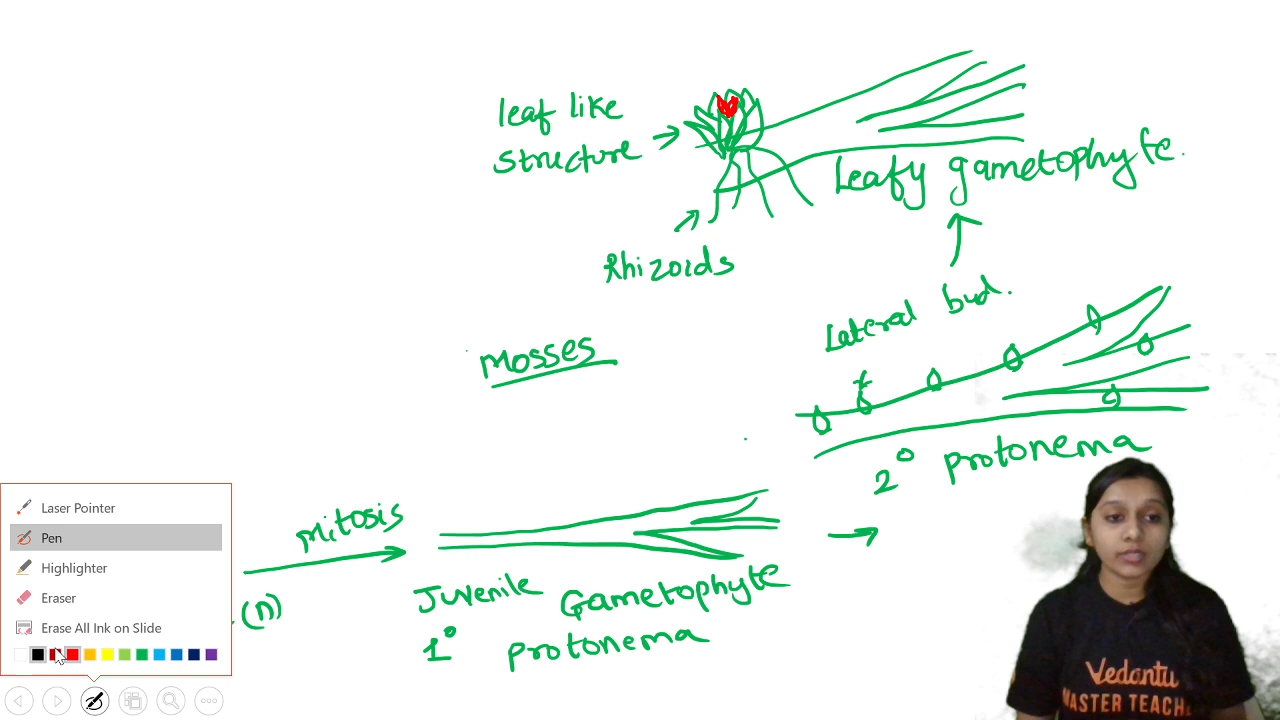 leaf like
structure
Leafy gametophyte.
Rhizoids
Lateral bud.
Mosses
2° protonema
mitosis
(n)
Juvenile Gametophyte
1° protonema
Laser Pointer
Pen
Highlighter
Eraser
Erase All Ink on Slide
Vedantu
MASTER TEACH